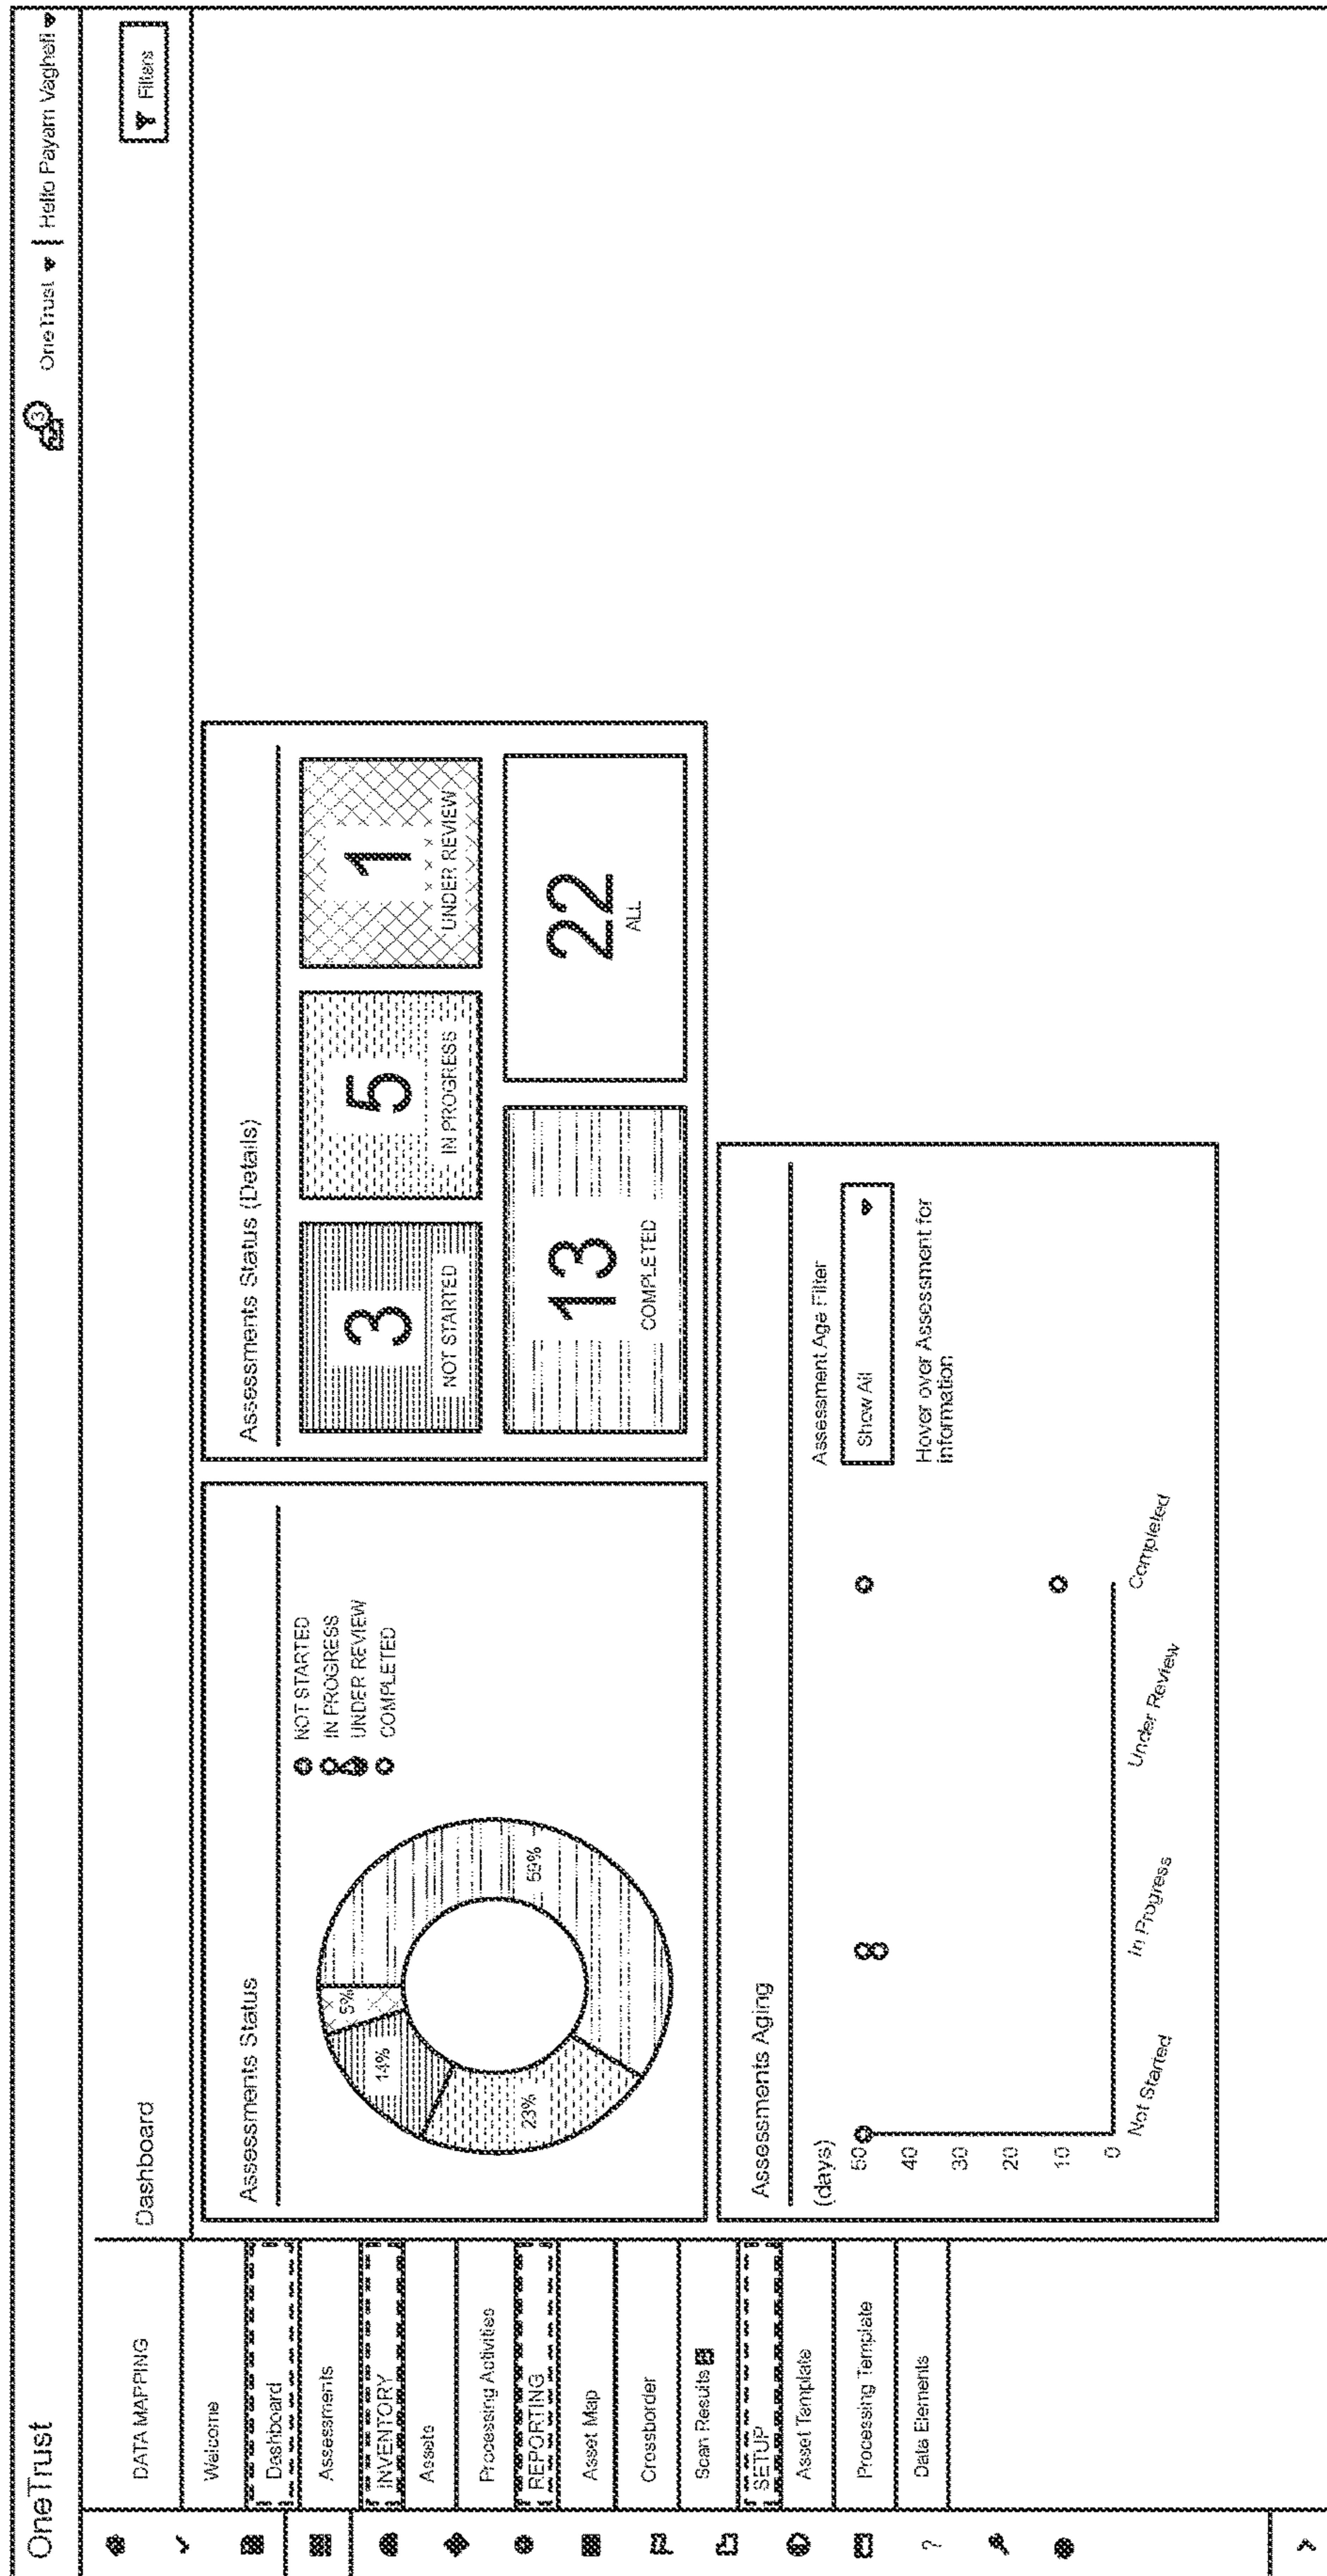 OneTrust
3
OneTrust
Hello Payam Vaghefi
DATA MAPPING
Welcome
Dashboard
Assessments
INVENTORY
Assets
Processing Activities
REPORTING
Asset Map
Crossborder
Scan Results
SETUP
Asset Template
Processing Template
Data Elements
?
Dashboard
Filters
Assessments Status
5%
14%
23%
59%
NOT STARTED
IN PROGRESS
UNDER REVIEW
COMPLETED
Assessments Status (Details)
3
NOT STARTED
5
IN PROGRESS
1
UNDER REVIEW
13
COMPLETED
22
ALL
Assessments Aging
(days)
50
40
30
20
10
0
Not Started
In Progress
Under Review
Completed
Assessment Age Filter
Show All
Hover over Assessment for
information